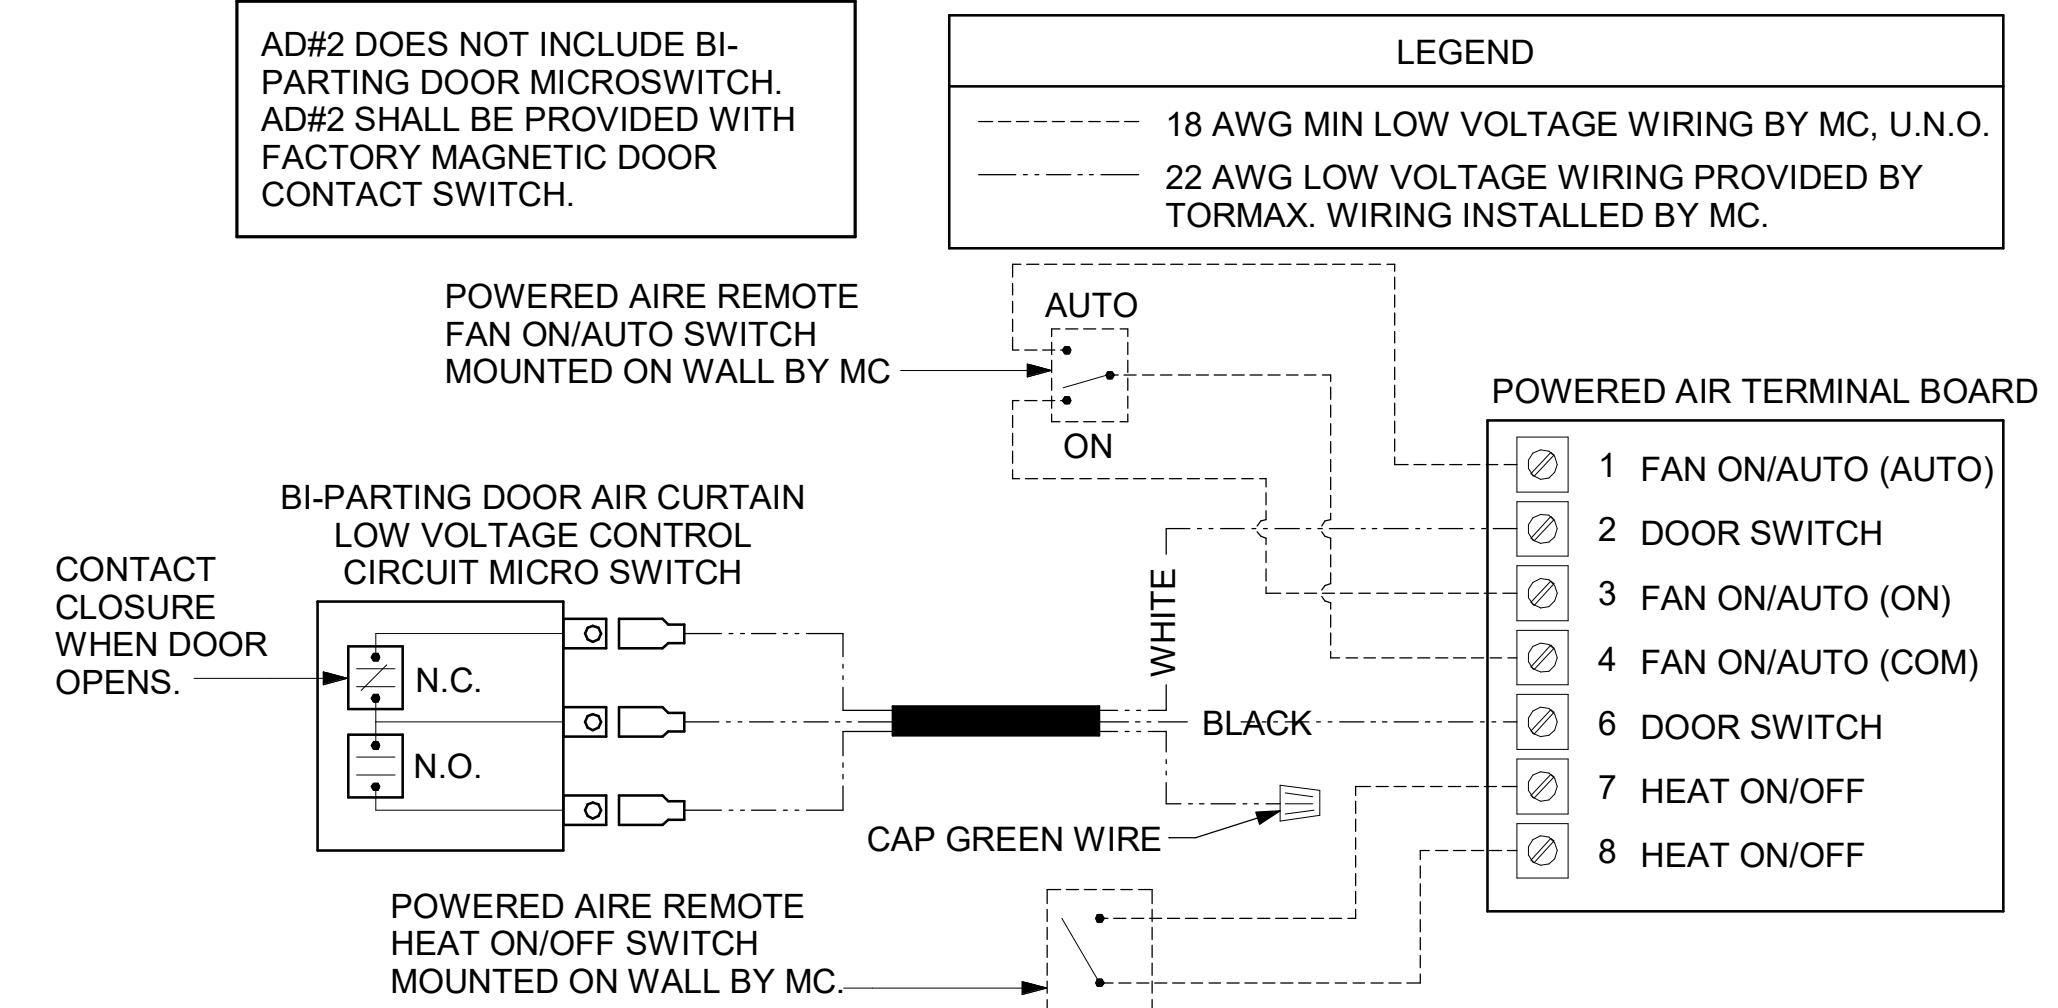 AD#2 DOES NOT INCLUDE BI-
PARTING DOOR MICROSWITCH.
AD#2 SHALL BE PROVIDED WITH
FACTORY MAGNETIC DOOR
CONTACT SWITCH.
LEGEND
18 AWG MIN LOW VOLTAGE WIRING BY MC, U.N.O.
22 AWG LOW VOLTAGE WIRING PROVIDED BY
TORMAX. WIRING INSTALLED BY MC.
POWERED AIRE REMOTE
FAN ON/AUTO SWITCH
MOUNTED ON WALL BY MC
AUTO
ON
POWERED AIR TERMINAL BOARD
1 FAN ON/AUTO (AUTO)
2 DOOR SWITCH
3 FAN ON/AUTO (ON)
4 FAN ON/AUTO (COM)
6 DOOR SWITCH
7 HEAT ON/OFF
8 HEAT ON/OFF
BI-PARTING DOOR AIR CURTAIN
LOW VOLTAGE CONTROL
CIRCUIT MICRO SWITCH
CONTACT
CLOSURE
WHEN DOOR
OPENS.
N.C.
N.O.
WHITE
BLACK
CAP GREEN WIRE
POWERED AIRE REMOTE
HEAT ON/OFF SWITCH
MOUNTED ON WALL BY MC.